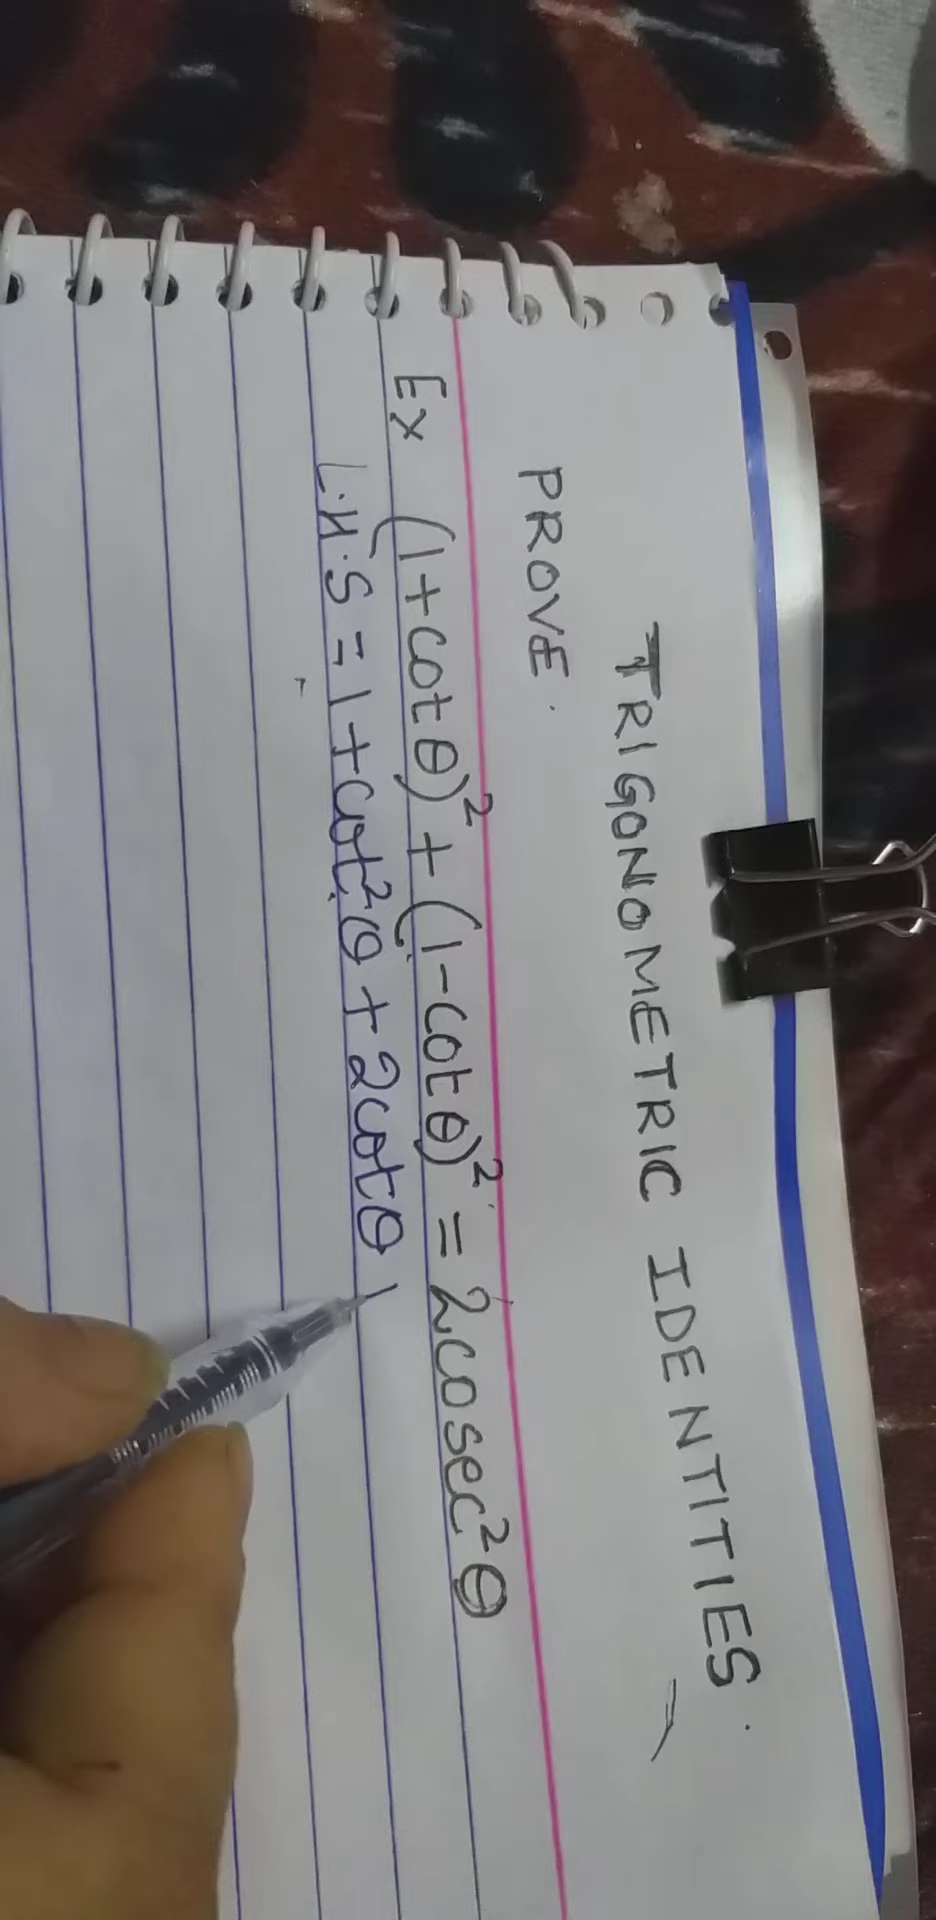 TRIGONOMETRIC IDENTITIES.
PROVE.
Ex (1+cotθ)² + (1-cotθ)² = 2cosec²θ
L.H.S = 1+cot²θ + 2cotθ